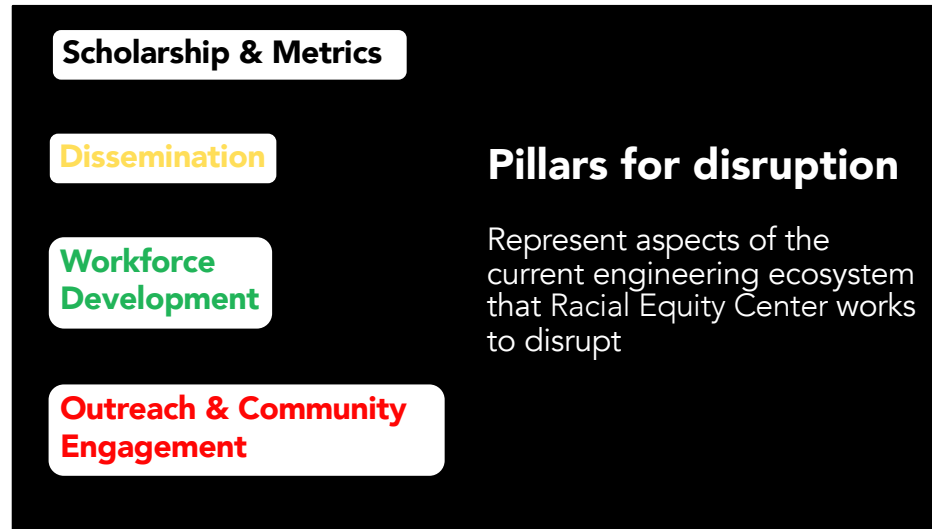 Scholarship & Metrics
Dissemination
Workforce
Development
Outreach & Community
Engagement
Pillars for disruption
Represent aspects of the
current engineering ecosystem
that Racial Equity Center works
to disrupt